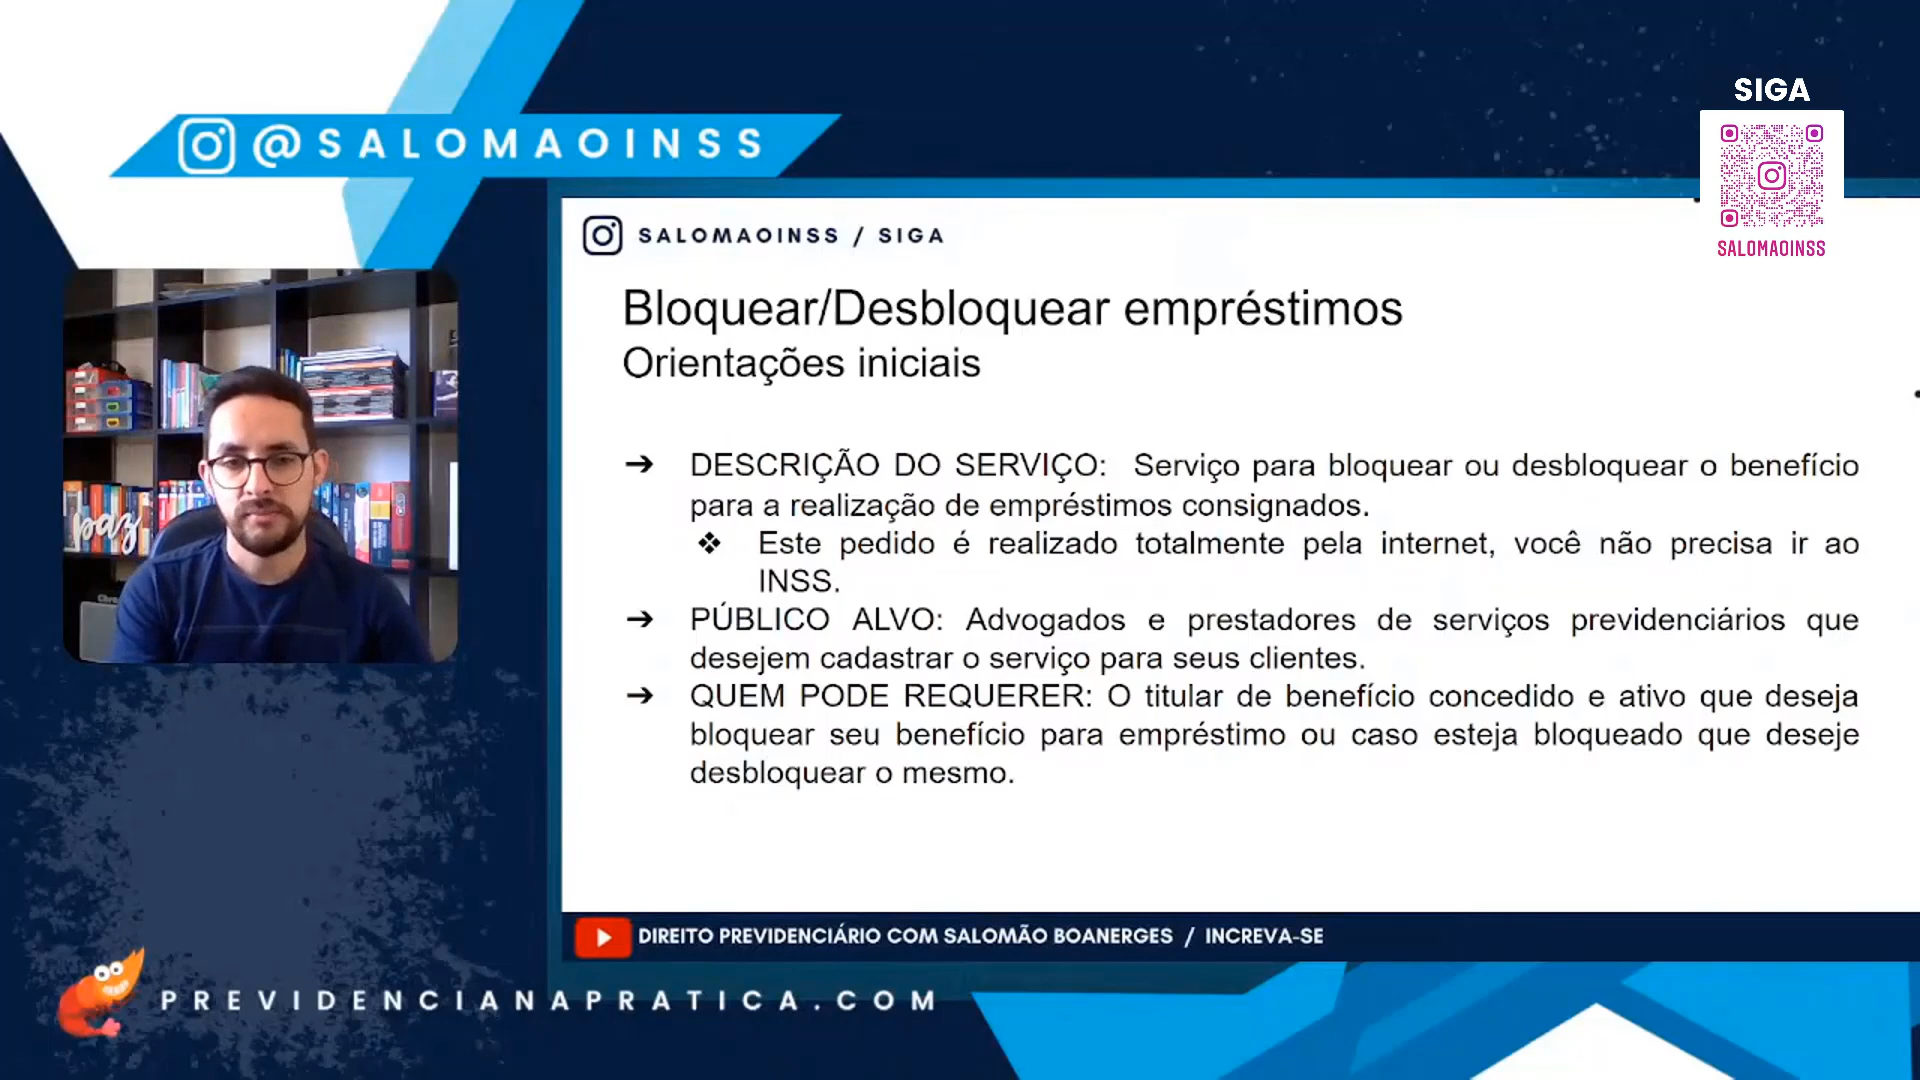 SIGA
@SALOMAOINSS
SALOMAOINSS
SALOMAOINSS / SIGA
Bloquear/Desbloquear empréstimos
Orientações iniciais
➔ DESCRIÇÃO DO SERVIÇO: Serviço para bloquear ou desbloquear o benefício
para a realização de empréstimos consignados.
❖ Este pedido é realizado totalmente pela internet, você não precisa ir ao
INSS.
➔ PÚBLICO ALVO: Advogados e prestadores de serviços previdenciários que
desejem cadastrar o serviço para seus clientes.
➔ QUEM PODE REQUERER: O titular de benefício concedido e ativo que deseja
bloquear seu benefício para empréstimo ou caso esteja bloqueado que deseje
desbloquear o mesmo.
paz
DIREITO PREVIDENCIÁRIO COM SALOMÃO BOANERGES / INCREVA-SE
PREVIDENCIANAPRATICA.COM